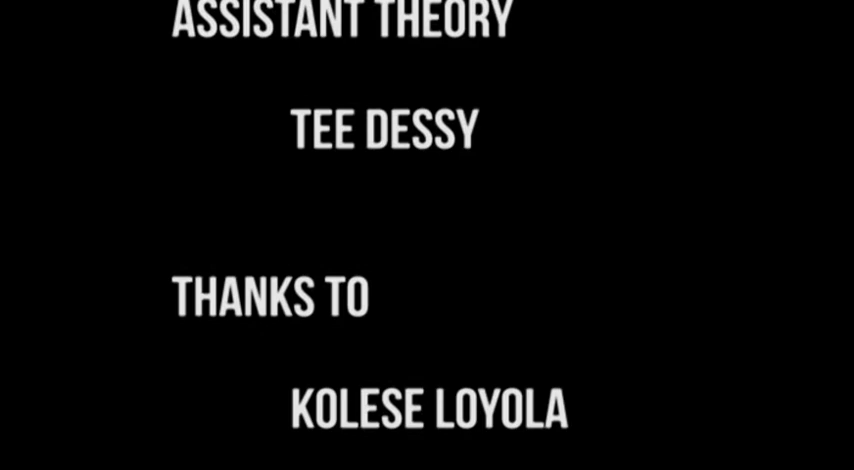 ASSISTANT THEORY
TEE DESSY
THANKS TO
KOLESE LOYOLA